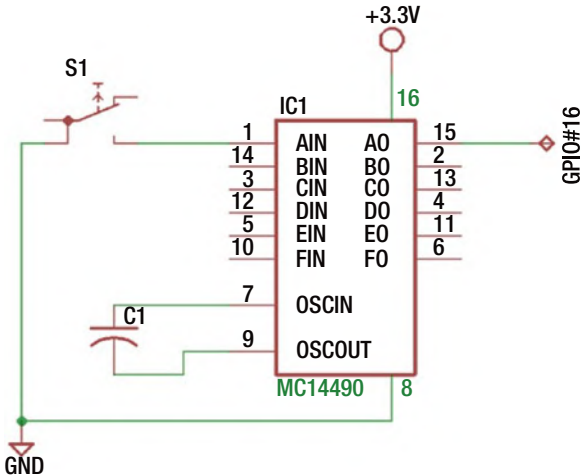 +3.3V
S1
IC1
16
1 AIN AO 15
14 BIN BO 2
3 CIN CO 13
12 DIN DO 4
5 EIN EO 11
10 FIN FO 6
GPIO#16
7 OSCIN
C1
9 OSCOUT
MC14490 8
GND